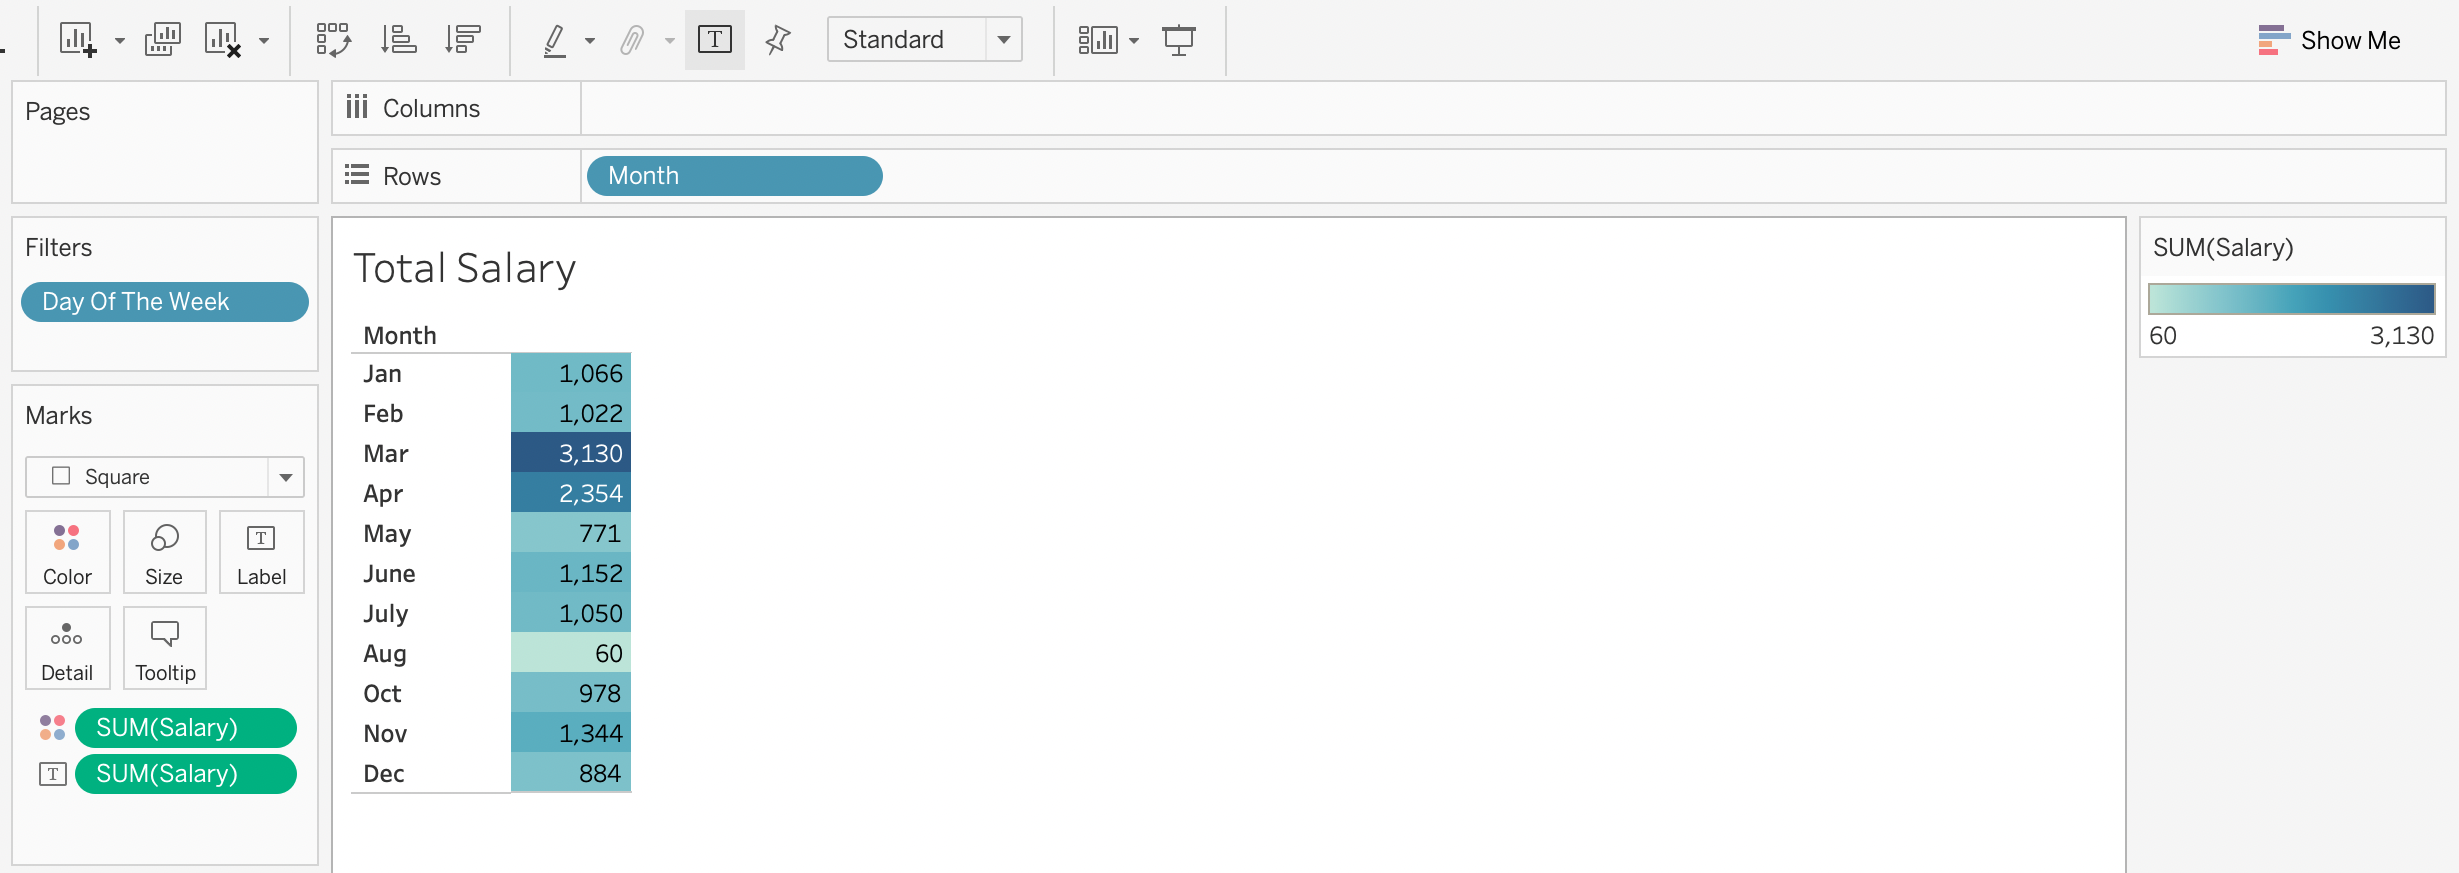 Standard
Show Me
Pages
Columns
Rows
Month
Filters
Day Of The Week
Marks
Square
Color
Size
Label
Detail
Tooltip
SUM(Salary)
T SUM(Salary)
Total Salary
Month
Jan 1,066
Feb 1,022
Mar 3,130
Apr 2,354
May 771
June 1,152
July 1,050
Aug 60
Oct 978
Nov 1,344
Dec 884
SUM(Salary)
60 3,130